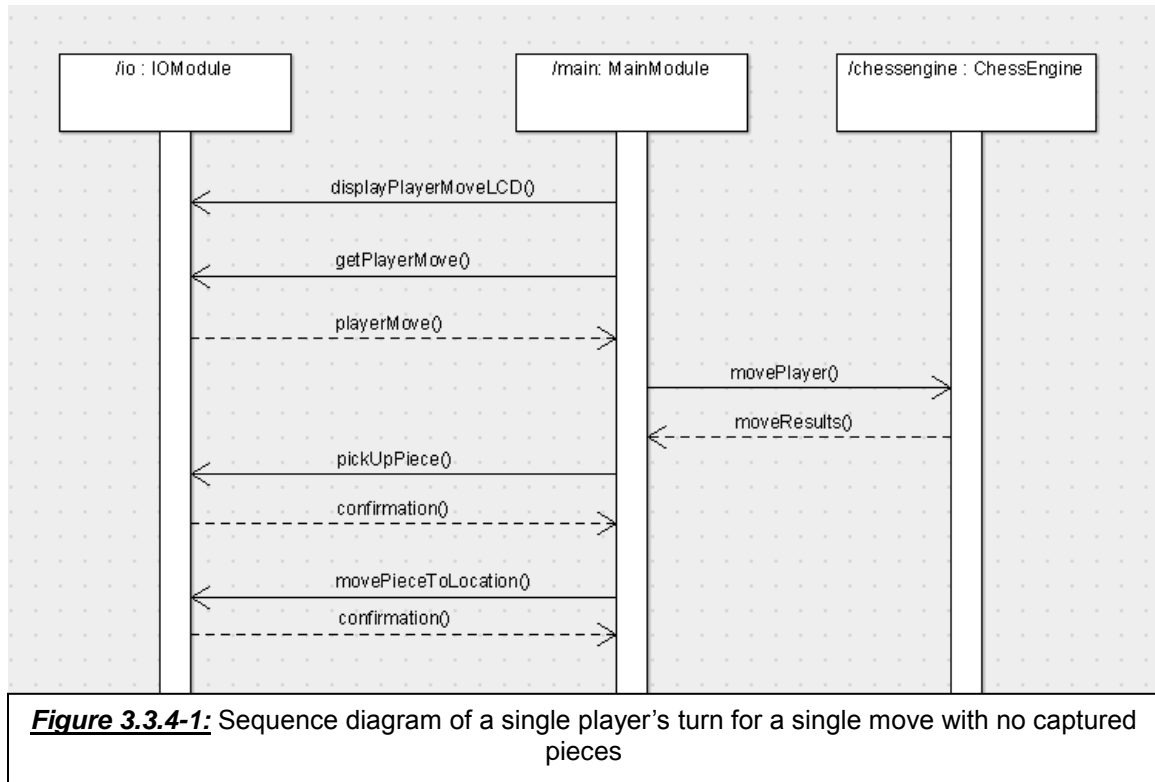 /io : IOModule
/main: MainModule
/chessengine : ChessEngine
displayPlayerMoveLCD()
getPlayerMove()
playerMove()
movePlayer()
moveResults()
pickUpPiece()
confirmation()
movePieceToLocation()
confirmation()
Figure 3.3.4-1: Sequence diagram of a single player's turn for a single move with no captured
pieces